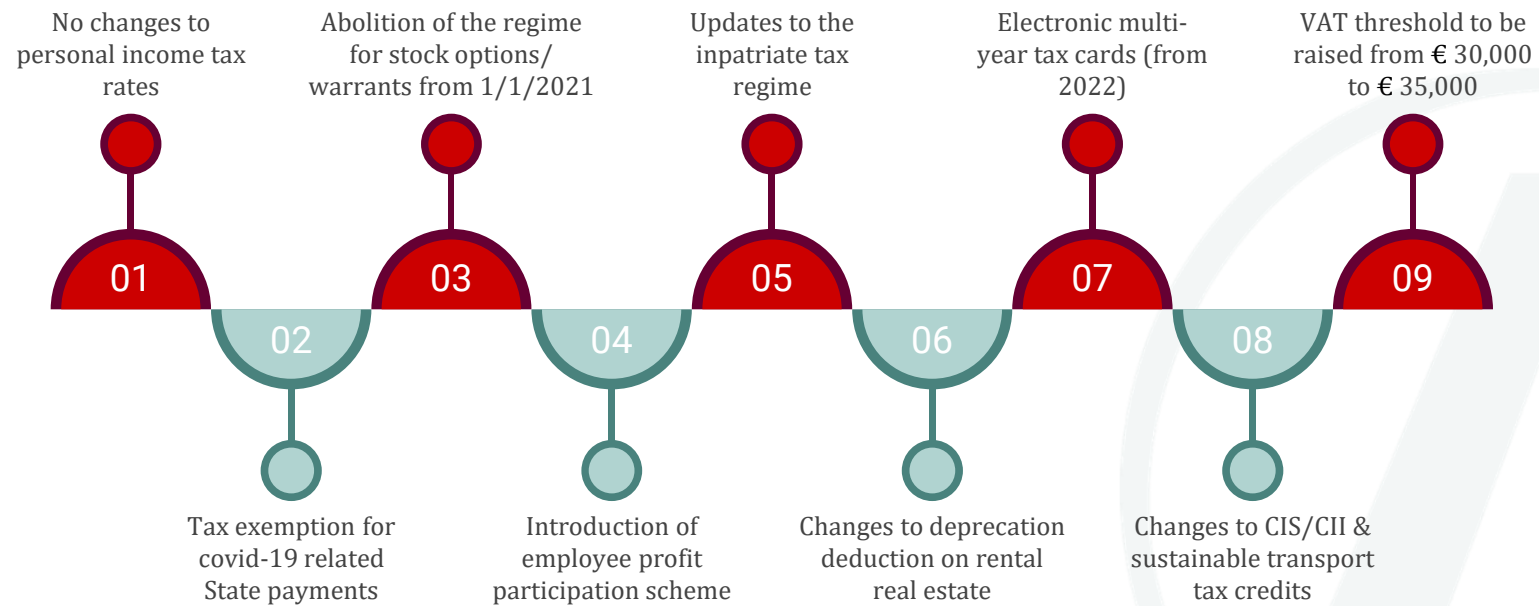 No changes to
personal income tax
rates
Abolition of the regime
for stock options/
warrants from 1/1/2021
Updates to the
inpatriate tax
regime
Electronic multi-
year tax cards (from
2022)
VAT threshold to be
raised from € 30,000
to € 35,000
01
03
05
07
09
02
04
06
08
Tax exemption for
covid-19 related
State payments
Introduction of
employee profit
participation scheme
Changes to deprecation
deduction on rental
real estate
Changes to CIS/CII &
sustainable transport
tax credits